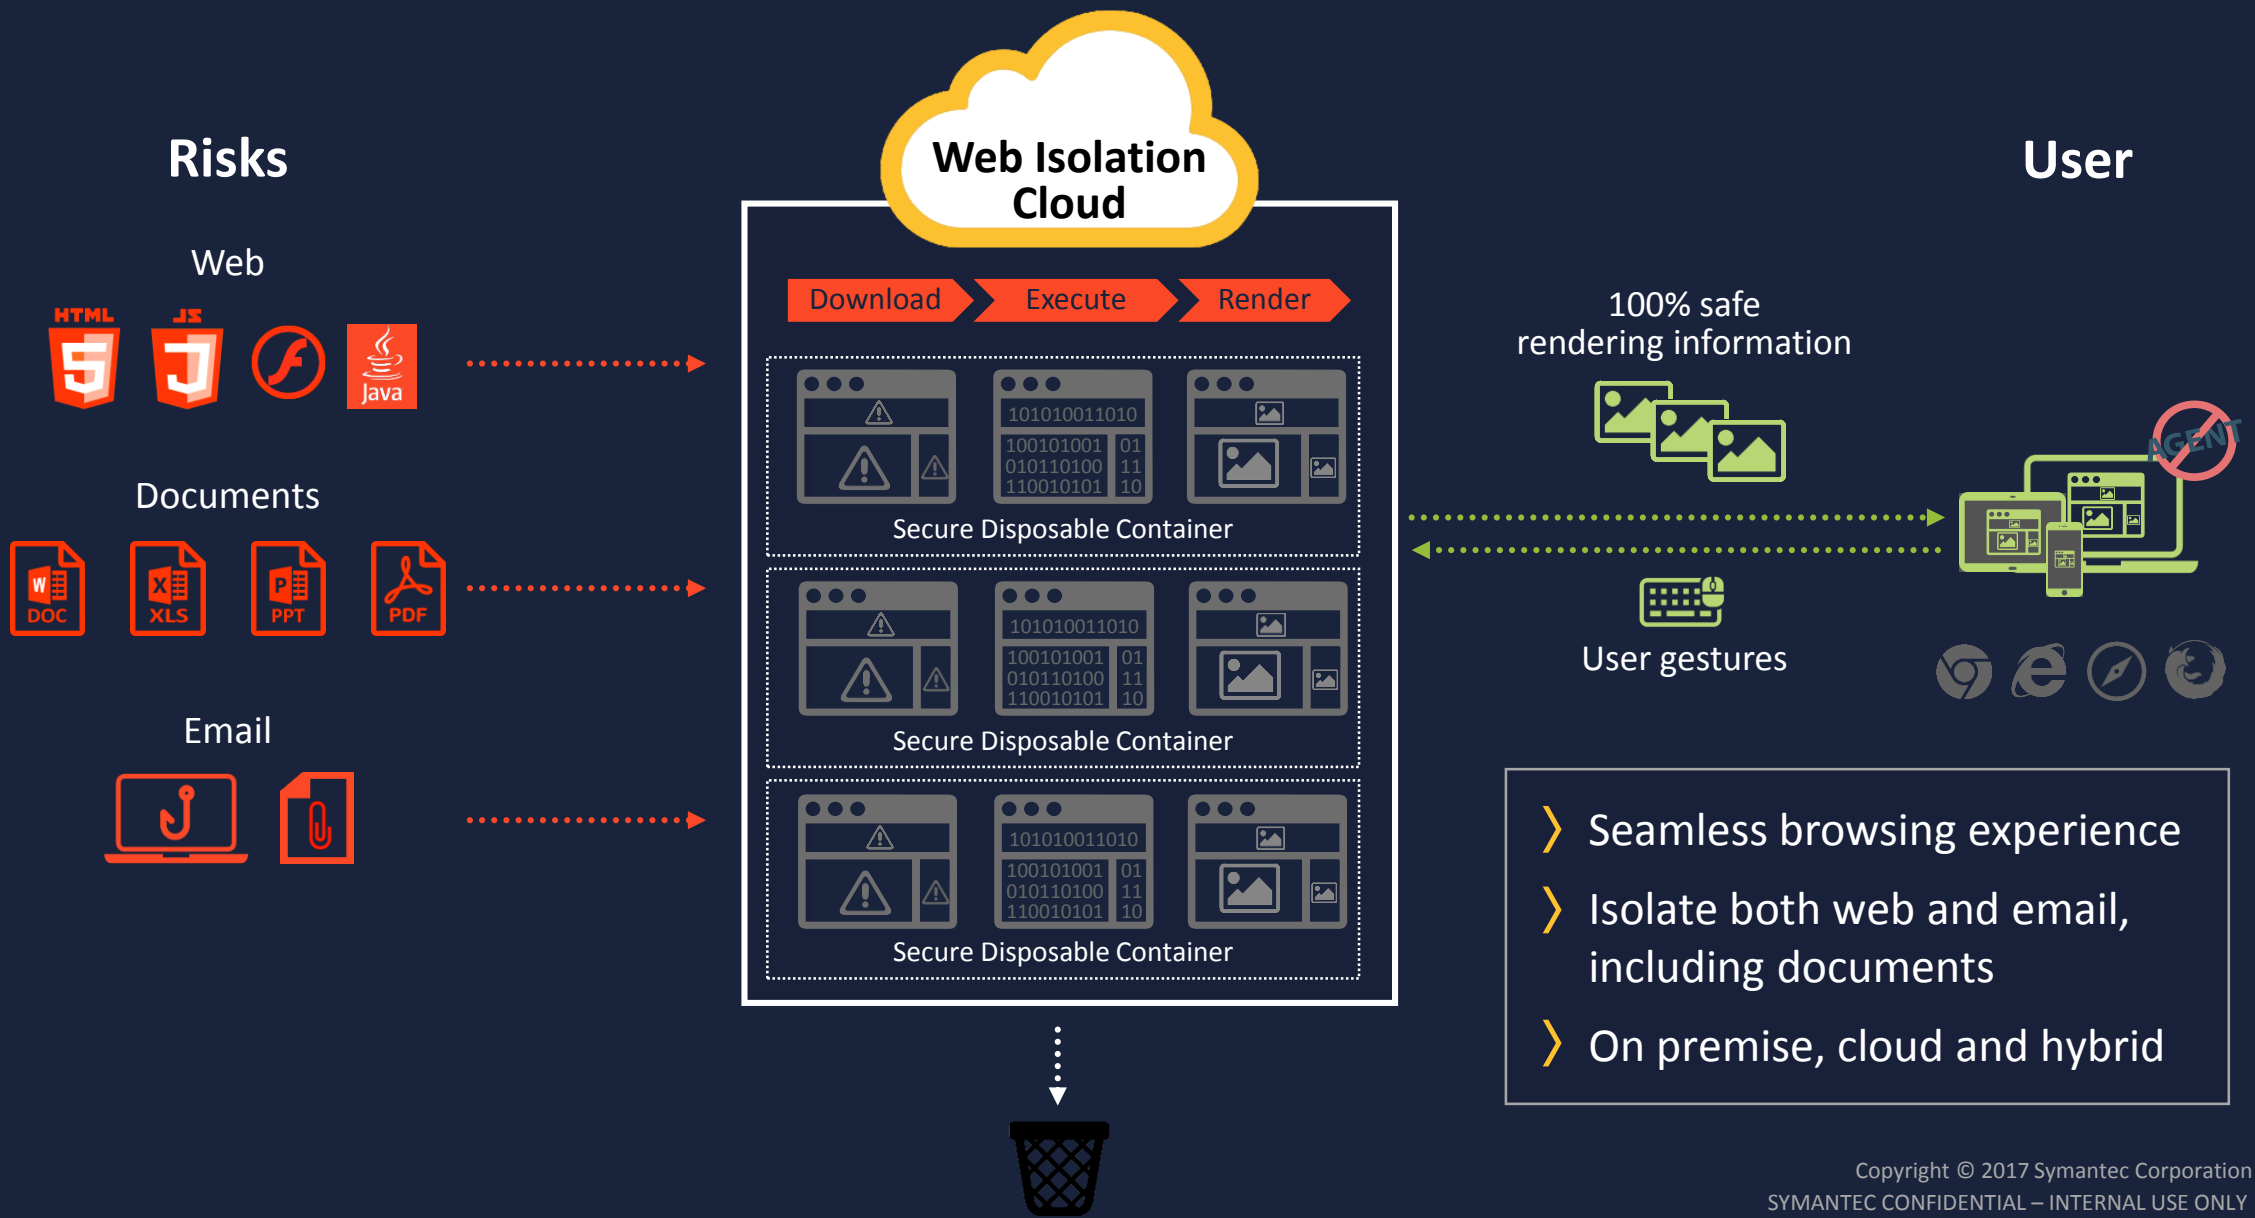 Risks
Web
HTML
5
JS
Java
Documents
W
DOC
X
XLS
P
PPT
PDF
Email
Web Isolation
Cloud
Download
Execute
Render
101010011010
100101001 01
010110100 11
110010101 10
Secure Disposable Container
101010011010
100101001 01
010110100 11
110010101 10
Secure Disposable Container
101010011010
100101001 01
010110100 11
110010101 10
Secure Disposable Container
User
100% safe
rendering information
AGENT
User gestures
〉 Seamless browsing experience
〉 Isolate both web and email,
including documents
〉 On premise, cloud and hybrid
Copyright © 2017 Symantec Corporation
SYMANTEC CONFIDENTIAL – INTERNAL USE ONLY